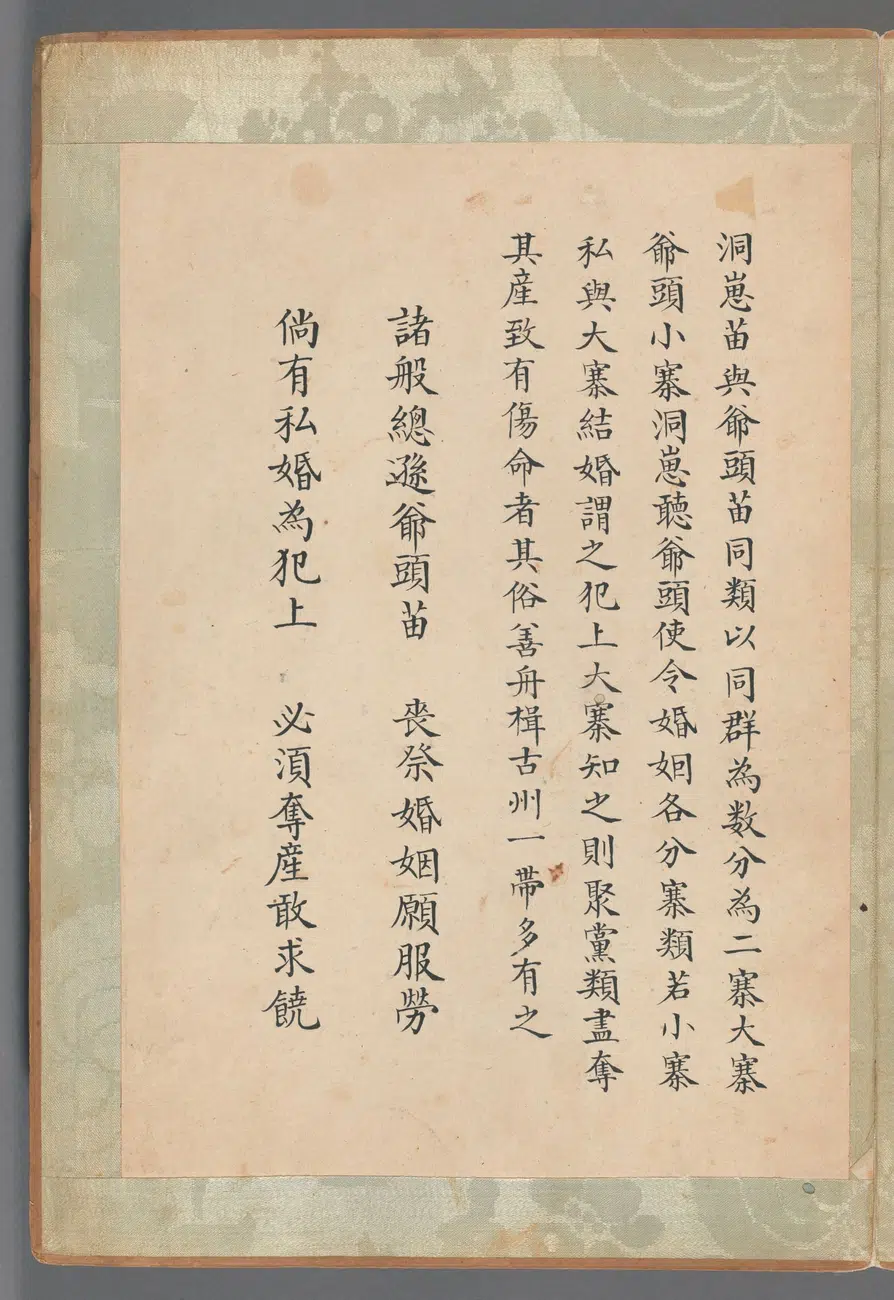 洞崽苗與爺頭苗同類以同群為数分為二寨大寨
爺頭小寨洞崽聽爺頭使令婚姻各分寨類若小寨
私與大寨結婚謂之犯上大寨知之則聚黨類盡奪
其産致有傷命者其俗善舟楫古州一帶多有之
諸般總遜爺頭苗　喪祭婚姻願服勞
倘有私婚為犯上　必湏奪産敢求饒